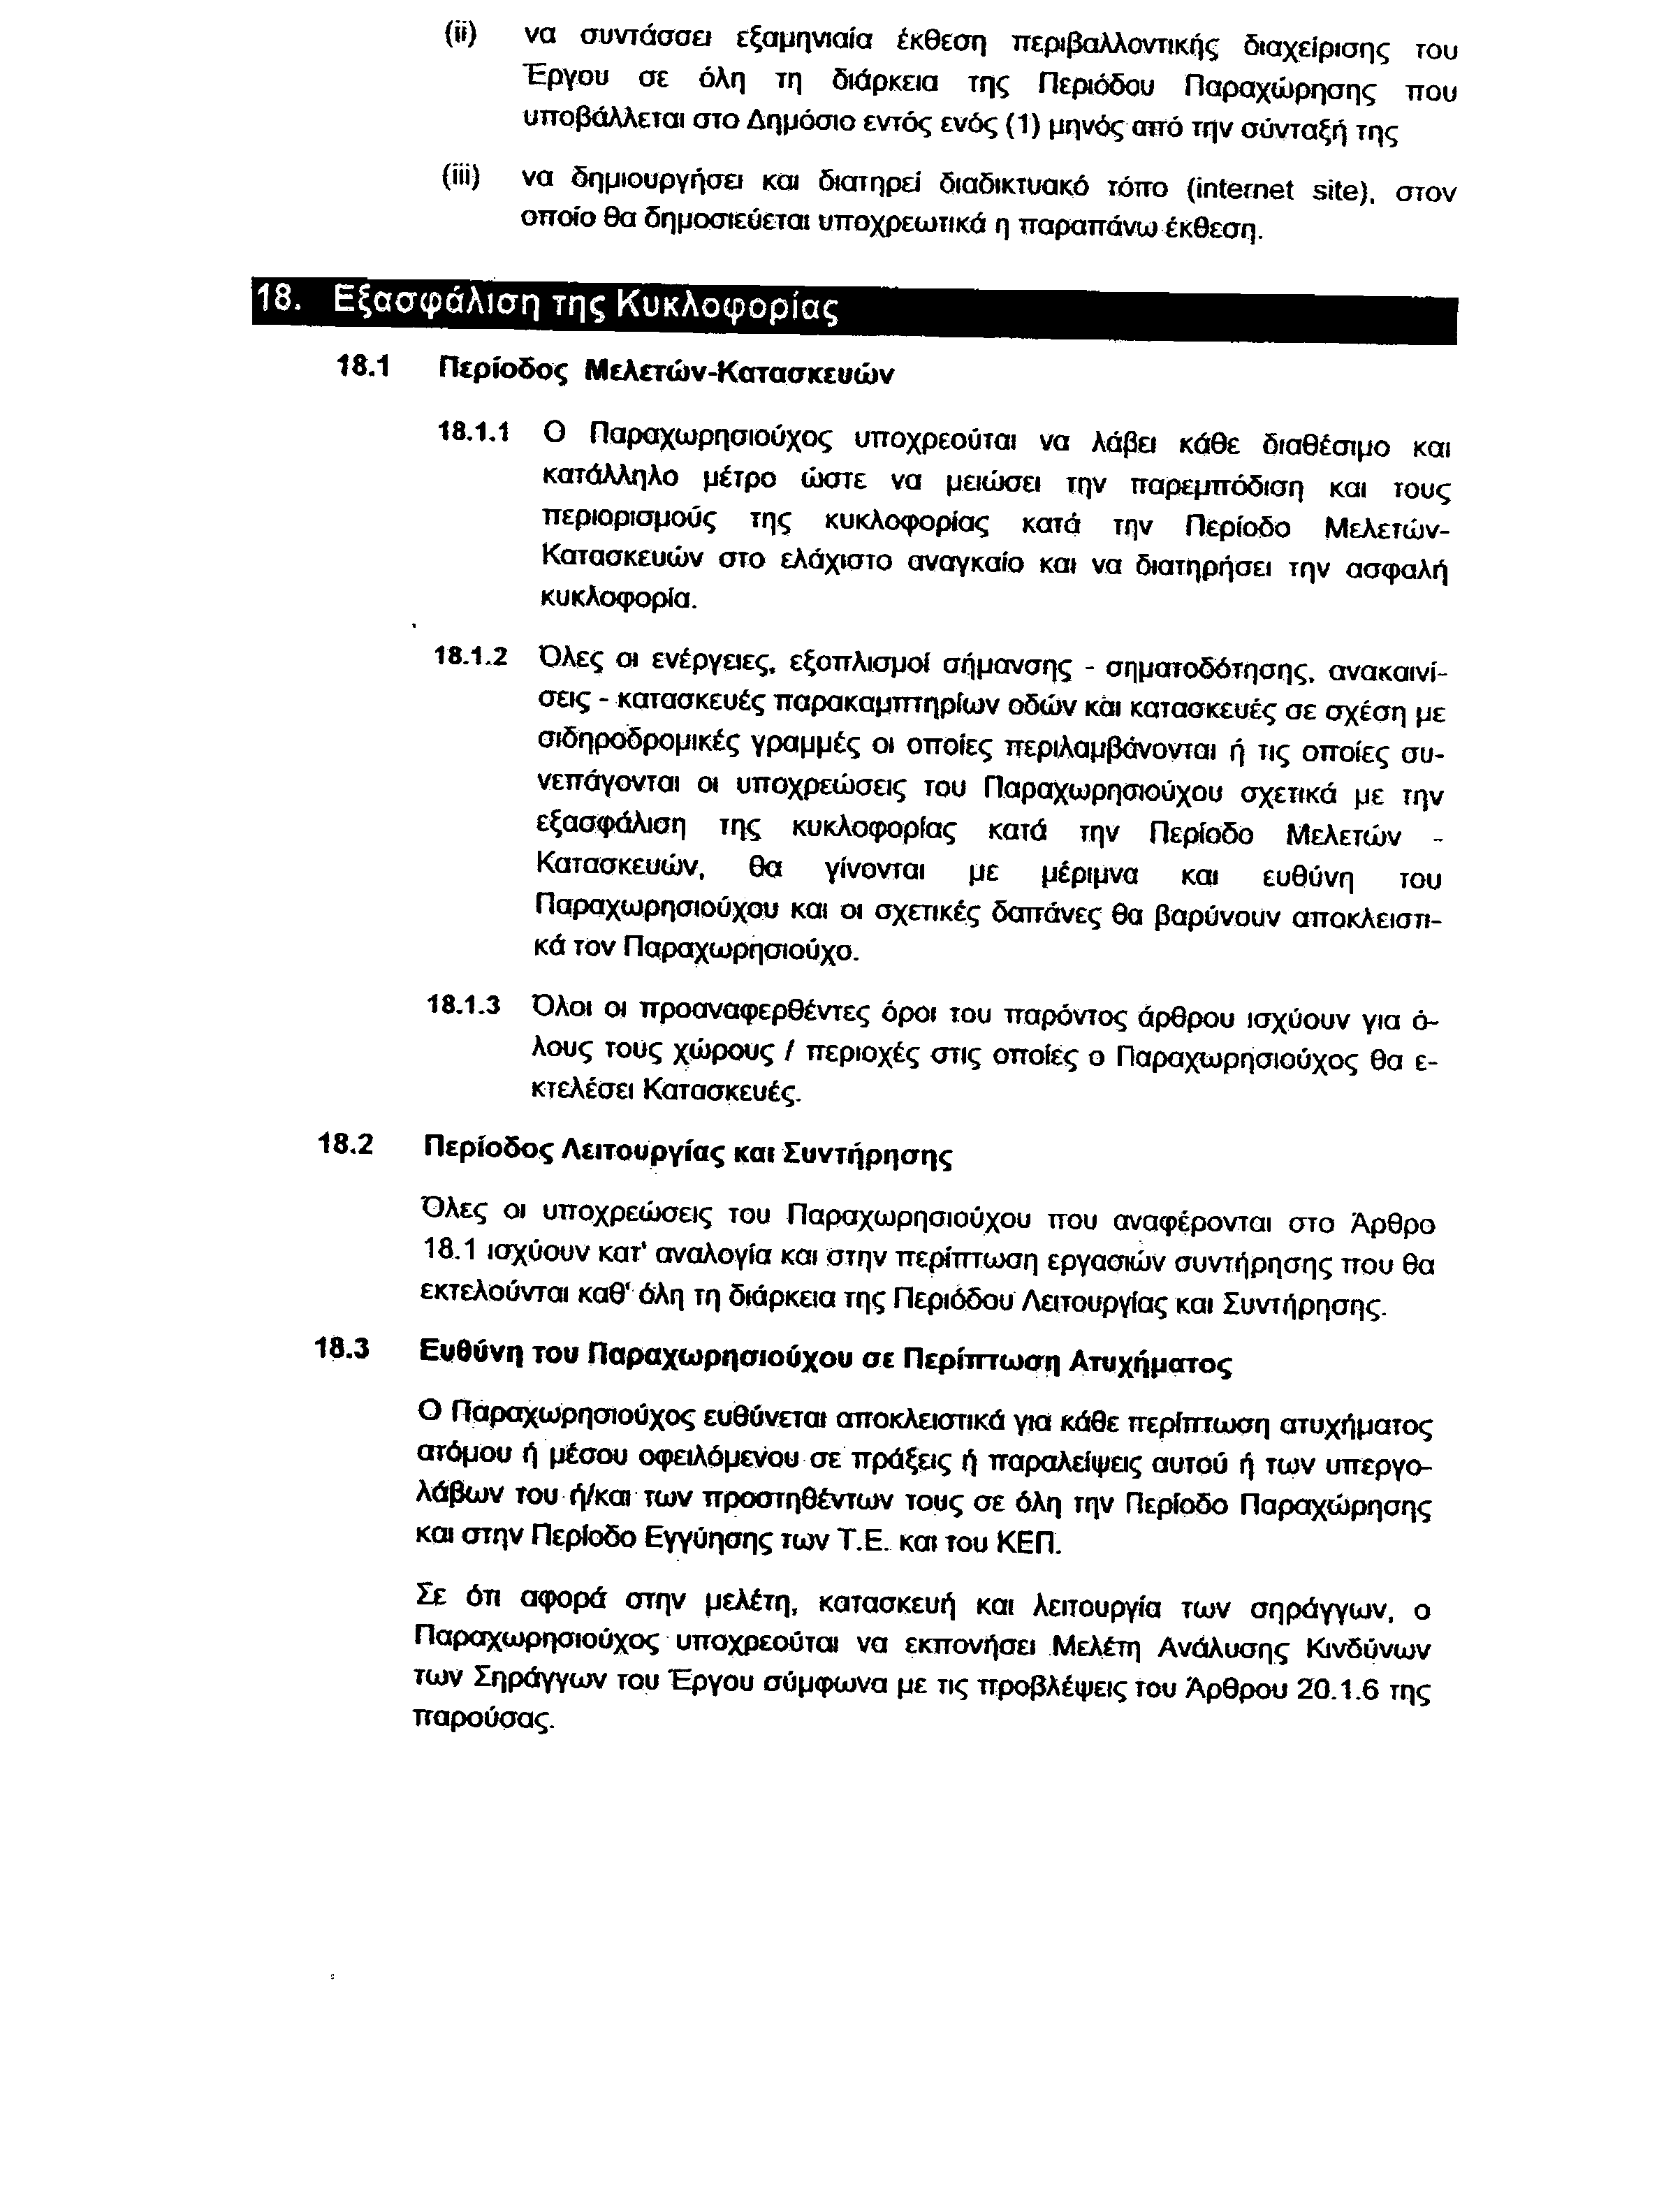 (ii) να συντάσσει εξαμηνιαία έκθεση περιβαλλοντικής διαχείρισης του
Έργου σε όλη τη διάρκεια της Περιόδου Παραχώρησης που
υποβάλλεται στο Δημόσιο εντός ενός (1) μηνός από την σύνταξή της
(iii) να δημιουργήσει και διατηρεί διαδικτυακό τόπο (internet site), στον
οποίο θα δημοσιεύεται υποχρεωτικά η παραπάνω έκθεση.
18. Εξασφάλιση της Κυκλοφορίας
18.1 Περίοδος Μελετών-Κατασκευών
18.1.1 Ο Παραχωρησιούχος υποχρεούται να λάβει κάθε διαθέσιμο και
κατάλληλο μέτρο ώστε να μειώσει την παρεμπόδιση και τους
περιορισμούς της κυκλοφορίας κατά την Περίοδο Μελετών-
Κατασκευών στο ελάχιστο αναγκαίο και να διατηρήσει την ασφαλή
κυκλοφορία.
18.1.2 Όλες οι ενέργειες, εξοπλισμοί σήμανσης - σηματοδότησης, ανακαινί-
σεις - κατασκευές παρακαμπτηρίων οδών και κατασκευές σε σχέση με
σιδηροδρομικές γραμμές οι οποίες περιλαμβάνονται ή τις οποίες συ-
νεπάγονται οι υποχρεώσεις του Παραχωρησιούχου σχετικά με την
εξασφάλιση της κυκλοφορίας κατά την Περίοδο Μελετών -
Κατασκευών, θα γίνονται με μέριμνα και ευθύνη του
Παραχωρησιούχου και οι σχετικές δαπάνες θα βαρύνουν αποκλειστι-
κά τον Παραχωρησιούχο.
18.1.3 Όλοι οι προαναφερθέντες όροι του παρόντος άρθρου ισχύουν για ό-
λους τους χώρους / περιοχές στις οποίες ο Παραχωρησιούχος θα ε-
κτελέσει Κατασκευές.
18.2 Περίοδος Λειτουργίας και Συντήρησης
Όλες οι υποχρεώσεις του Παραχωρησιούχου που αναφέρονται στο Άρθρο
18.1 ισχύουν κατ' αναλογία και στην περίπτωση εργασιών συντήρησης που θα
εκτελούνται καθ' όλη τη διάρκεια της Περιόδου Λειτουργίας και Συντήρησης.
18.3 Ευθύνη του Παραχωρησιούχου σε Περίπτωση Ατυχήματος
Ο Παραχωρησιούχος ευθύνεται αποκλειστικά για κάθε περίπτωση ατυχήματος
ατόμου ή μέσου οφειλόμενου σε πράξεις ή παραλείψεις αυτού ή των υπεργο-
λάβων του ή/και των προστηθέντων τους σε όλη την Περίοδο Παραχώρησης
και στην Περίοδο Εγγύησης των Τ.Ε. και του ΚΕΠ.
Σε ότι αφορά στην μελέτη, κατασκευή και λειτουργία των σηράγγων, ο
Παραχωρησιούχος υποχρεούται να εκπονήσει Μελέτη Ανάλυσης Κινδύνων
των Σηράγγων του Έργου σύμφωνα με τις προβλέψεις του Άρθρου 20.1.6 της
παρούσας.